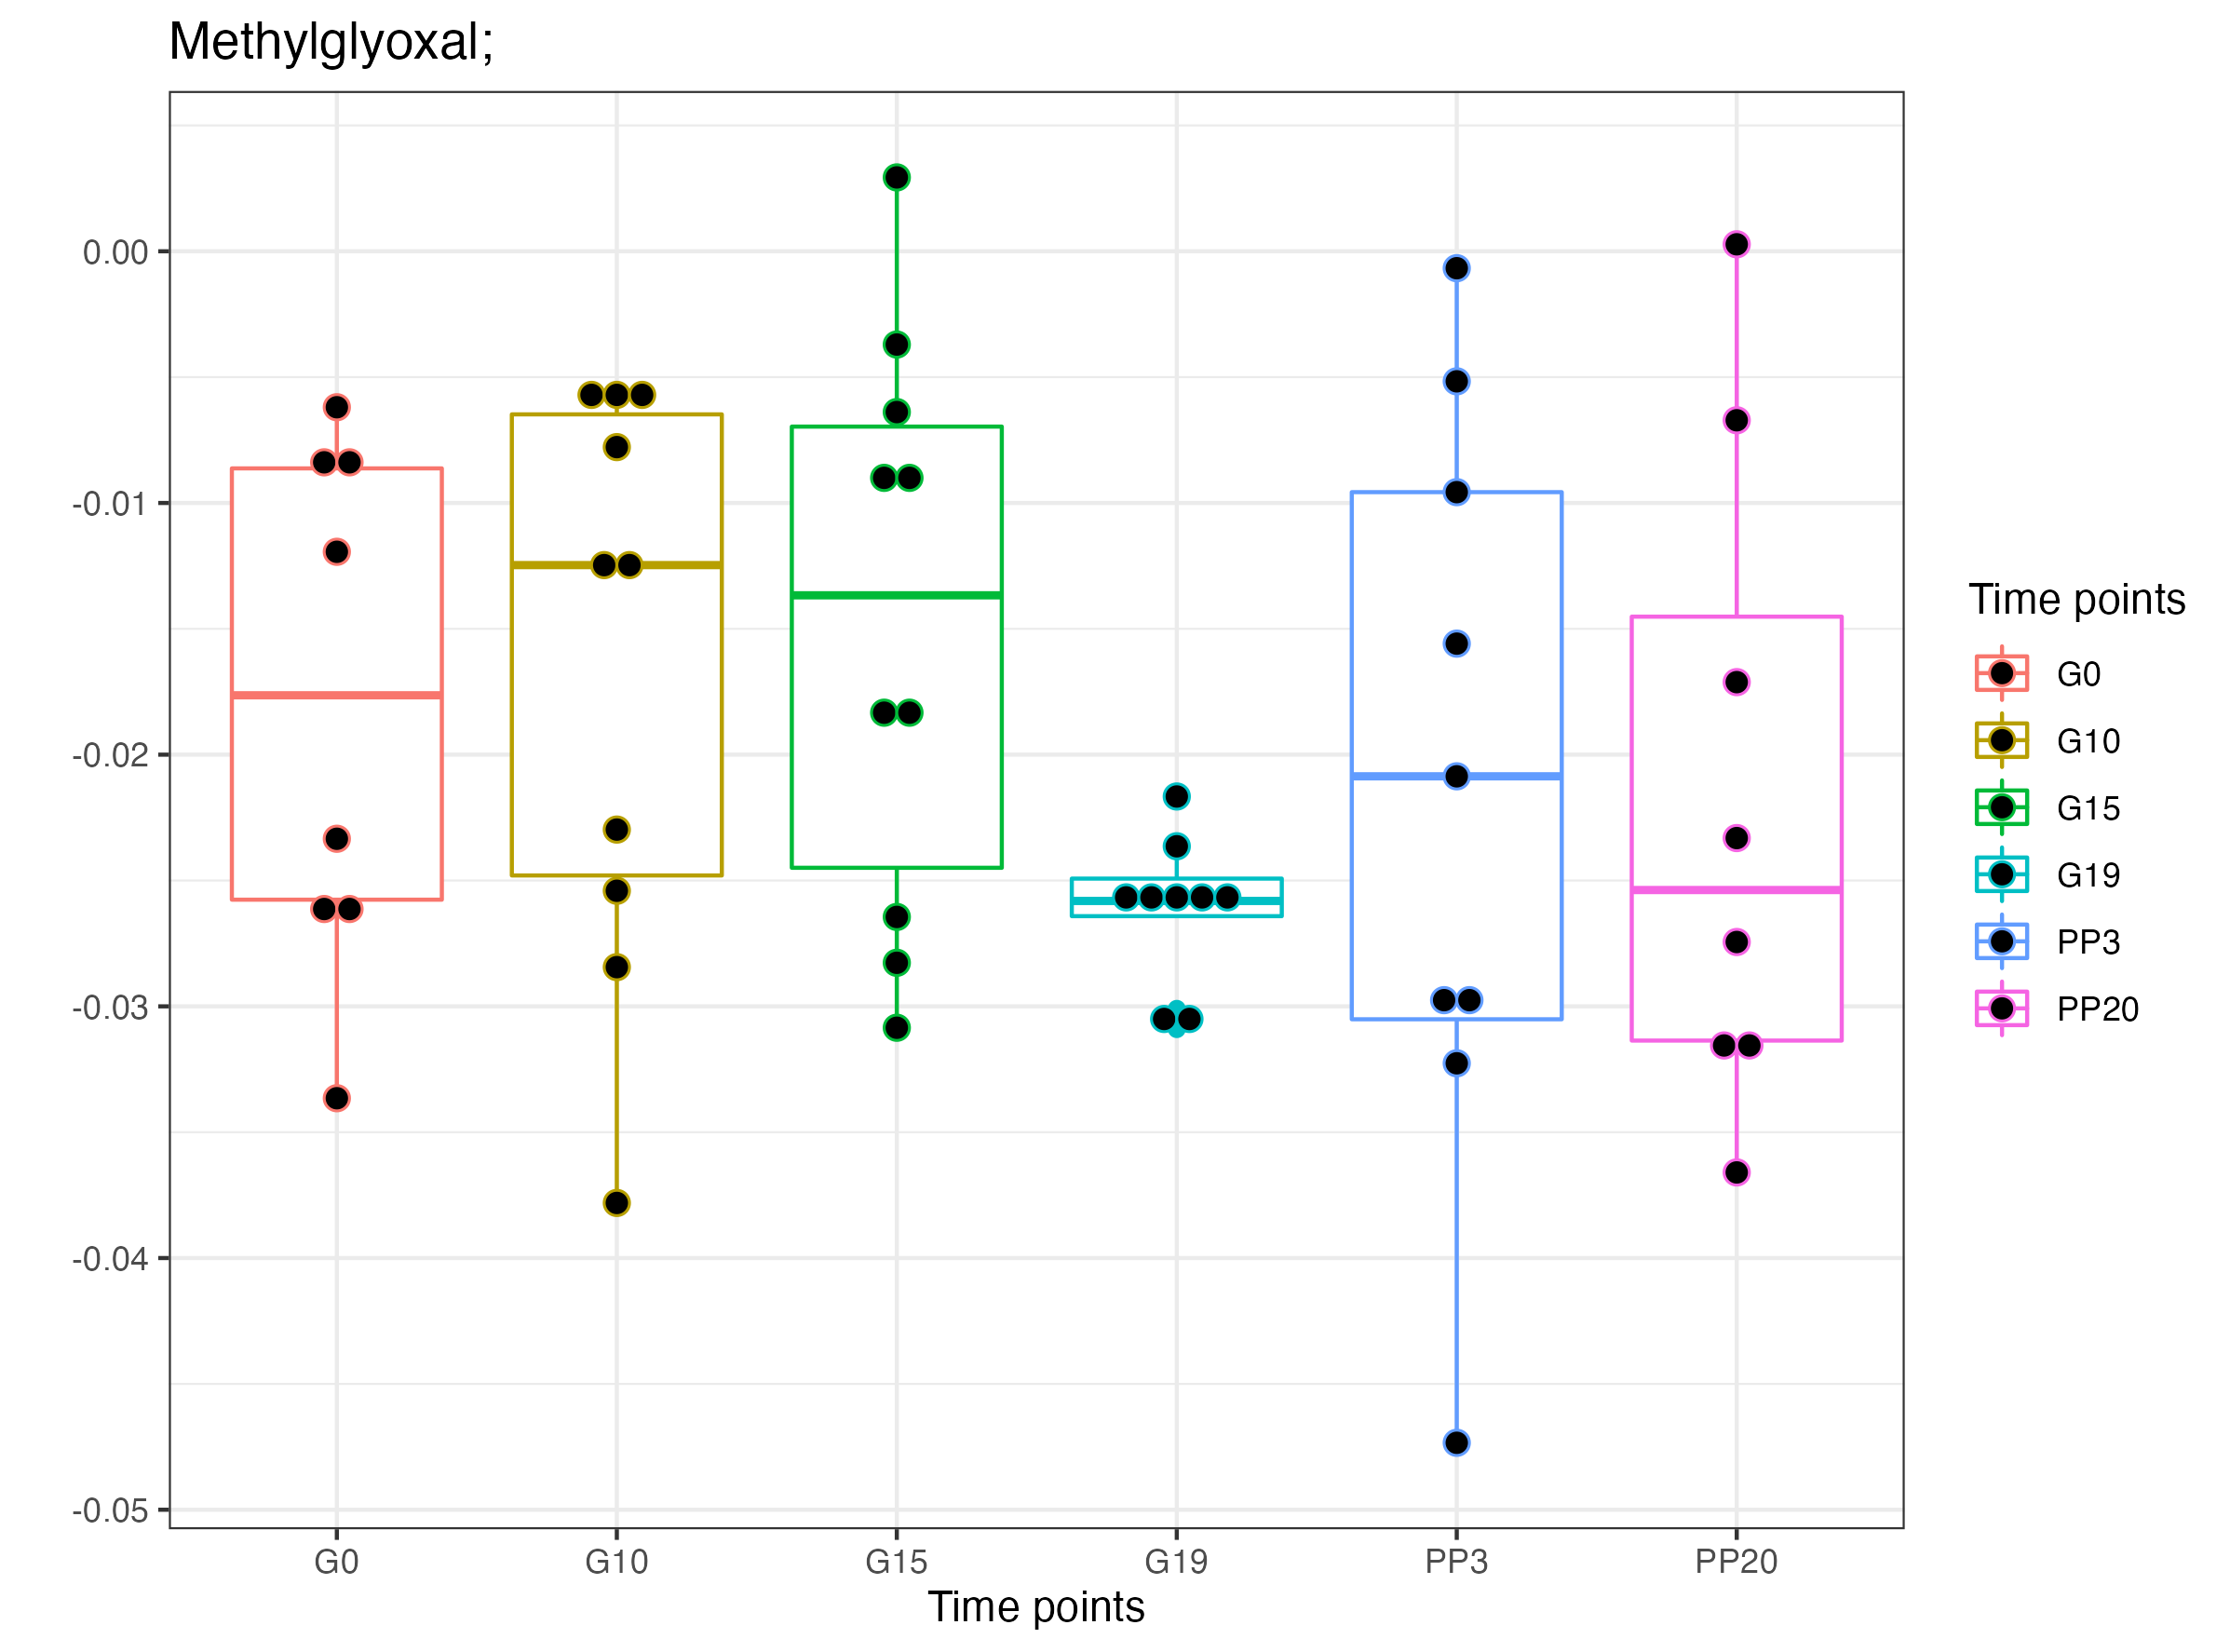 Methylglyoxal;
0.00
-0.01
-0.02
-0.03
-0.04
-0.05
G0 G10 G15 G19 PP3 PP20
Time points
Time points
G0
G10
G15
G19
PP3
PP20